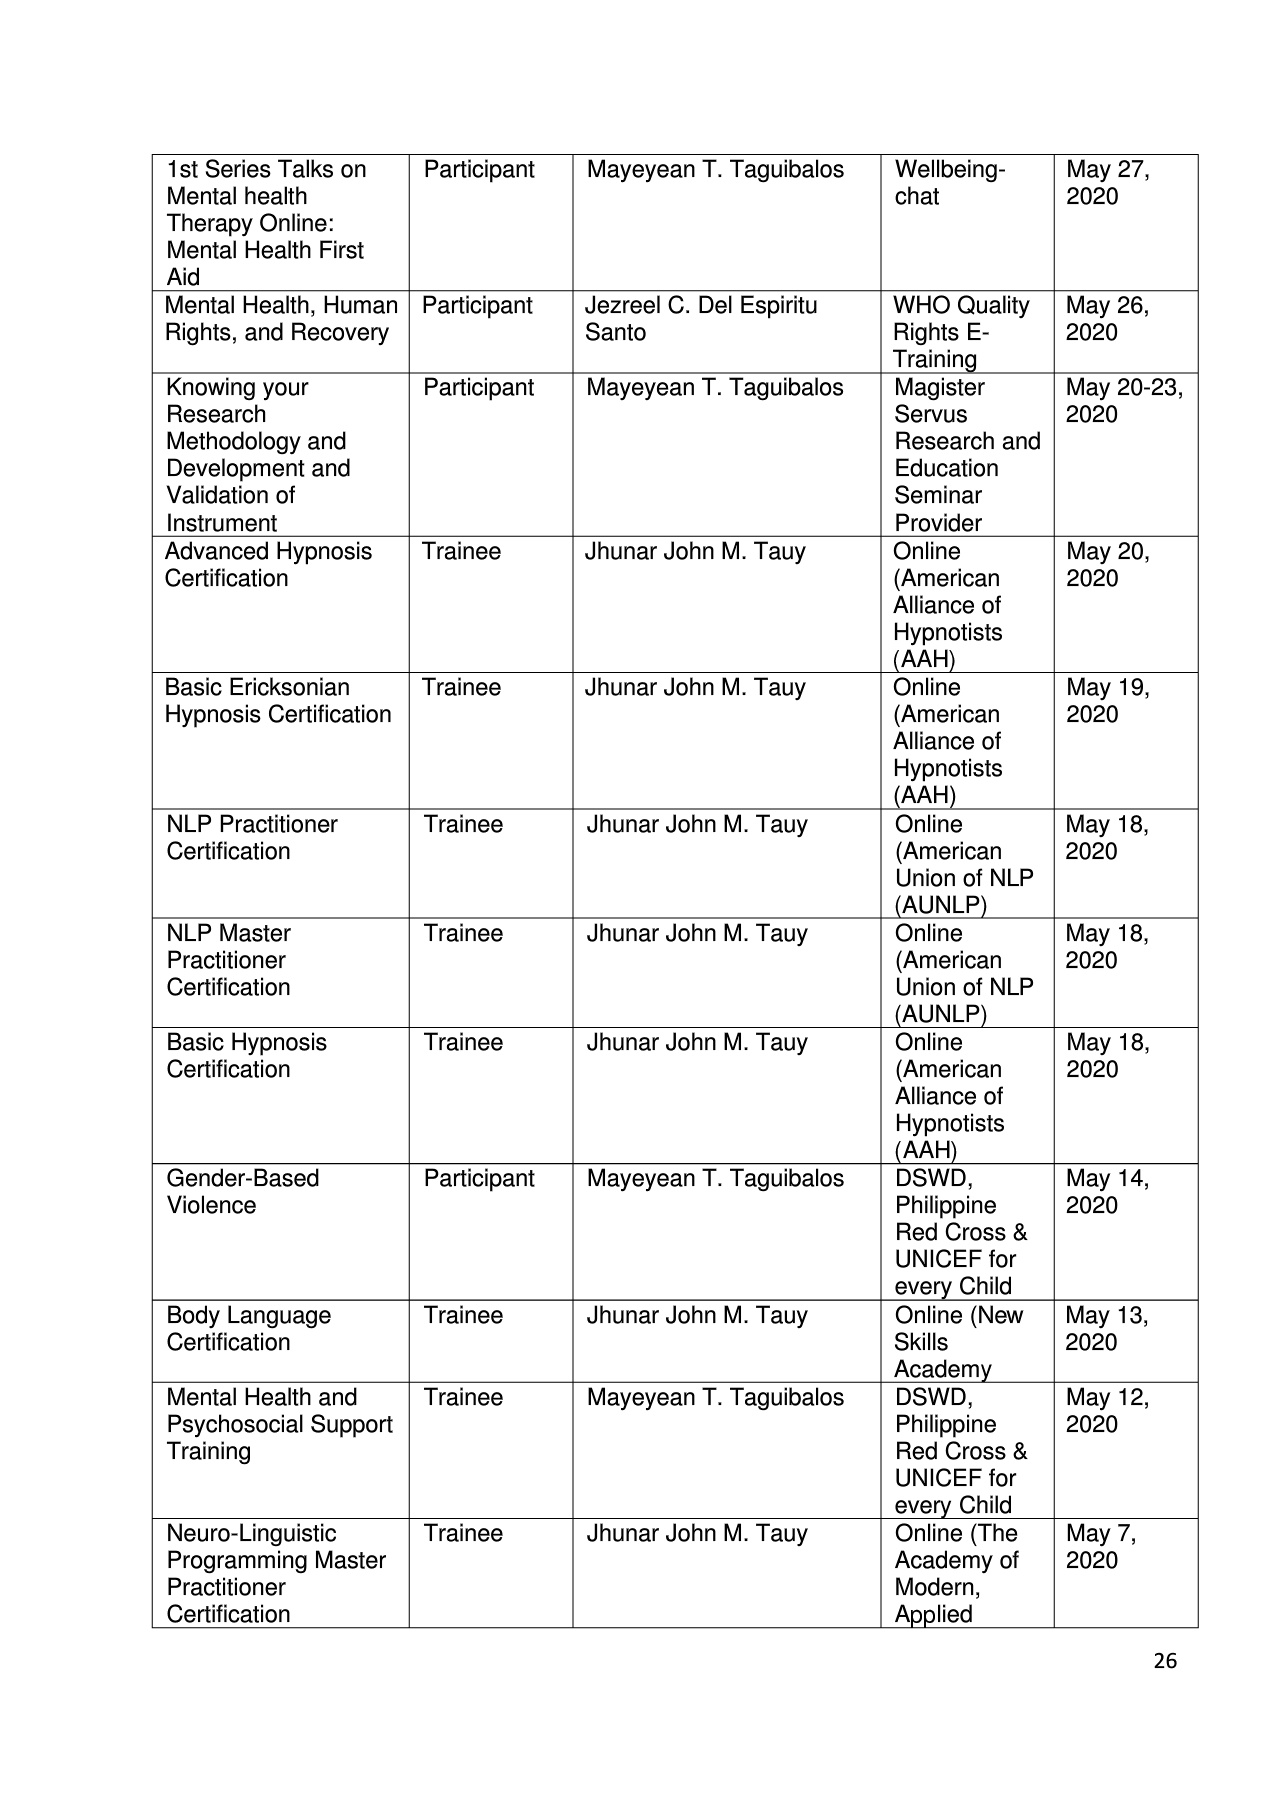 1st Series Talks on
Mental health
Therapy Online:
Mental Health First
Aid
Participant
Mayeyean T. Taguibalos
Wellbeing-
chat
May 27,
2020
Mental Health, Human
Rights, and Recovery
Participant
Jezreel C. Del Espiritu
Santo
WHO Quality
Rights E-
Training
May 26,
2020
Knowing your
Research
Methodology and
Development and
Validation of
Instrument
Participant
Mayeyean T. Taguibalos
Magister
Servus
Research and
Education
Seminar
Provider
May 20-23,
2020
Advanced Hypnosis
Certification
Trainee
Jhunar John M. Tauy
Online
(American
Alliance of
Hypnotists
(AAH)
May 20,
2020
Basic Ericksonian
Hypnosis Certification
Trainee
Jhunar John M. Tauy
Online
(American
Alliance of
Hypnotists
(AAH)
May 19,
2020
NLP Practitioner
Certification
Trainee
Jhunar John M. Tauy
Online
(American
Union of NLP
(AUNLP)
May 18,
2020
NLP Master
Practitioner
Certification
Trainee
Jhunar John M. Tauy
Online
(American
Union of NLP
(AUNLP)
May 18,
2020
Basic Hypnosis
Certification
Trainee
Jhunar John M. Tauy
Online
(American
Alliance of
Hypnotists
(AAH)
May 18,
2020
Gender-Based
Violence
Participant
Mayeyean T. Taguibalos
DSWD,
Philippine
Red Cross &
UNICEF for
every Child
May 14,
2020
Body Language
Certification
Trainee
Jhunar John M. Tauy
Online (New
Skills
Academy
May 13,
2020
Mental Health and
Psychosocial Support
Training
Trainee
Mayeyean T. Taguibalos
DSWD,
Philippine
Red Cross &
UNICEF for
every Child
May 12,
2020
Neuro-Linguistic
Programming Master
Practitioner
Certification
Trainee
Jhunar John M. Tauy
Online (The
Academy of
Modern,
Applied
May 7,
2020
26